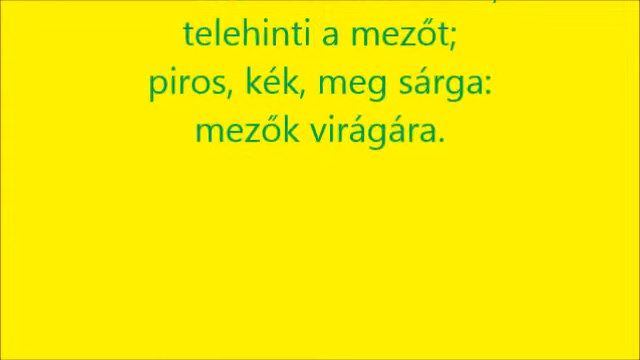 telehinti a mezőt;
piros, kék, meg sárga:
mezők virágára.